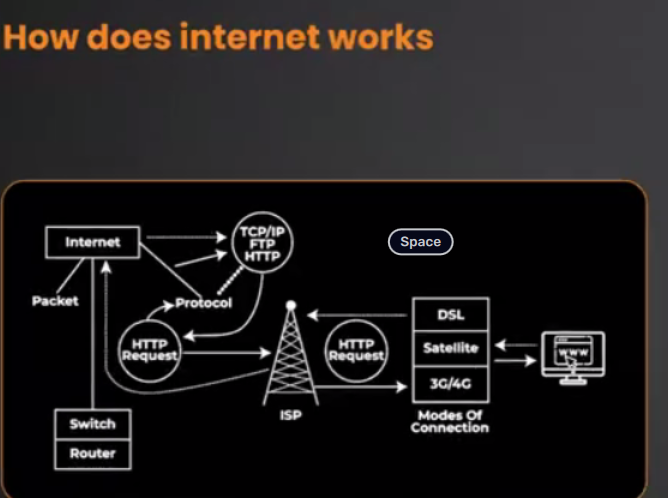 How does internet works
Internet
TCP/IP
FTP
HTTP
Space
Packet
Protocol
HTTP
Request
HTTP
Request
DSL
Satellite
3G/4G
WWW
ISP
Modes Of
Connection
Switch
Router